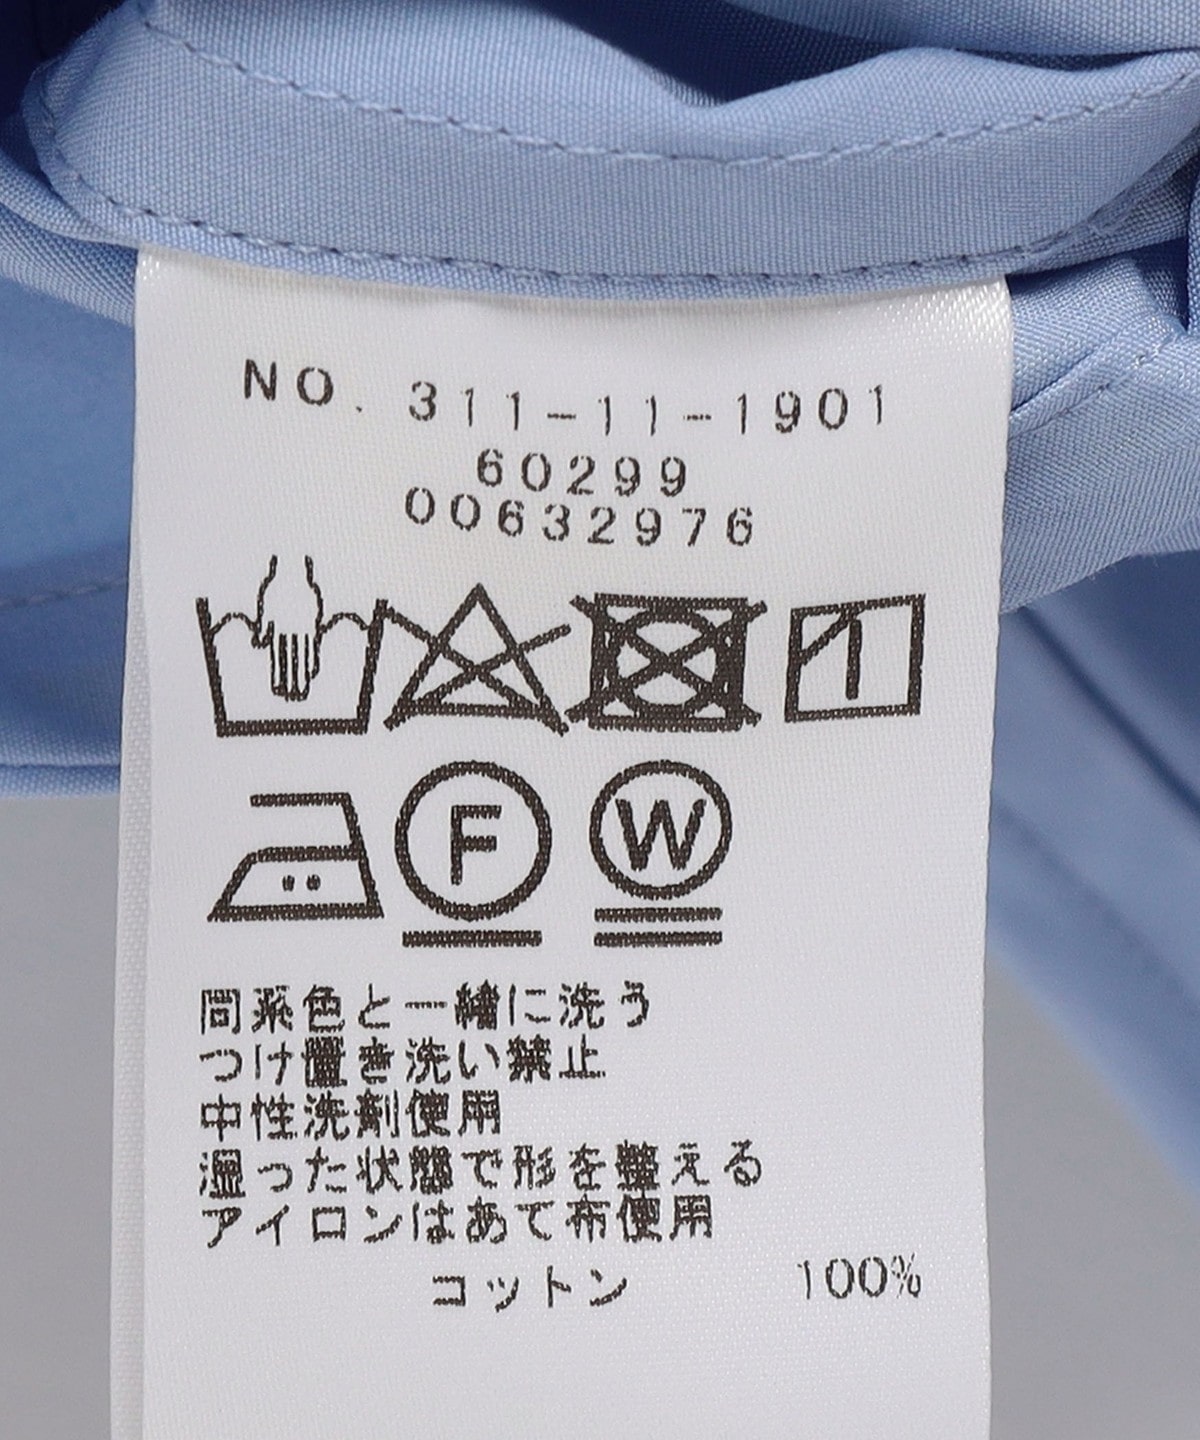 NO. 311-11-1901
60299
00632976
F W
同系色と一緒に洗う
つけ置き洗い禁止
中性洗剤使用
湿った状態で形を整える
アイロンはあて布使用
コットン 100%